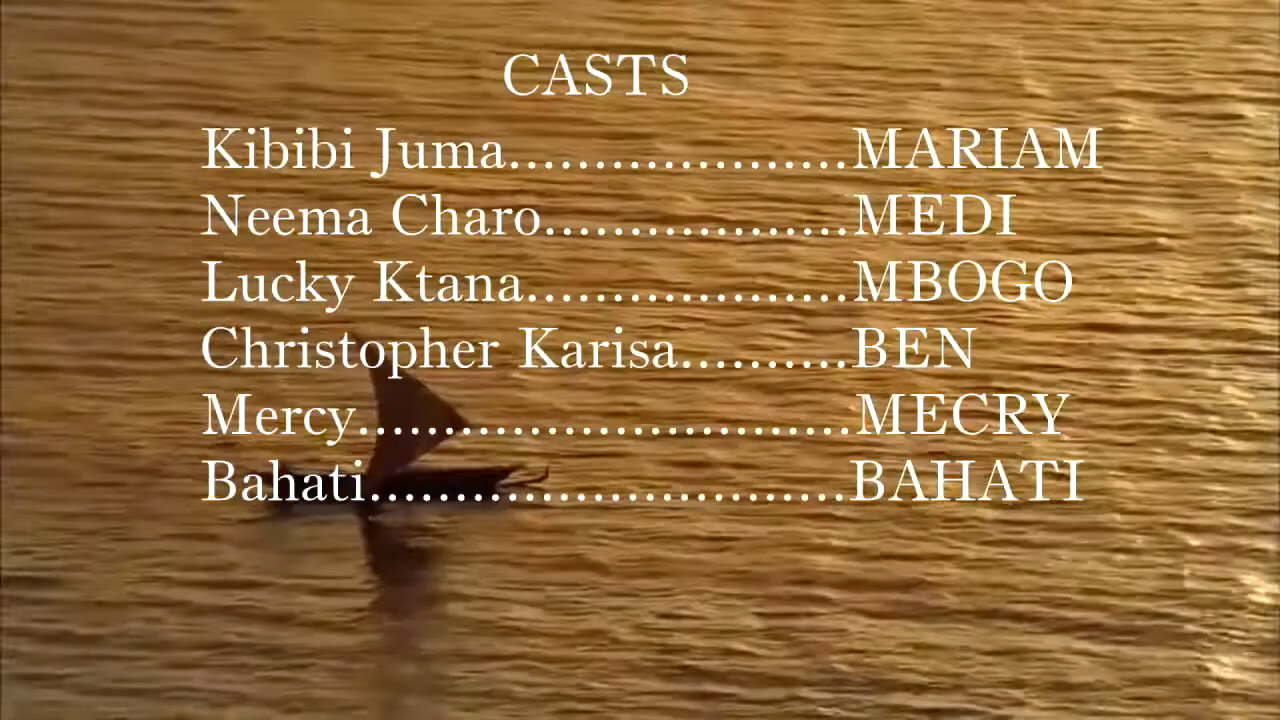 CASTS
Kibibi Juma....................MARIAM
Neema Charo..................MEDI
Lucky Ktana...................MBOGO
Christopher Karisa..........BEN
Mercy.............................MECRY
Bahati............................BAHATI